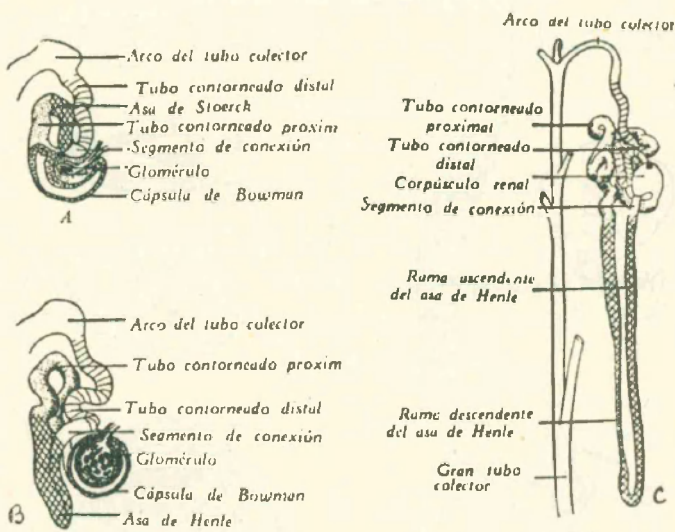 Arco del tubo colector
Tubo contorneado distal
Asa de Stoerck
Tubo contorneado proxim
Segmento de conexión
Glomérulo
Cápsula de Bowman
A
Arco del tubo colector
Tubo contorneado proxim
Tubo contorneado distal
Segmento de conexión
Glomérulo
Cápsula de Bowman
Asa de Henle
B
Arco del tubo colector
Tubo contorneado
proximal
Tubo contorneado
distal
Corpúsculo renal
Segmento de conexión
Rama ascendente
del asa de Henle
Rama descendente
del asa de Henle
Gran tubo
colector
C